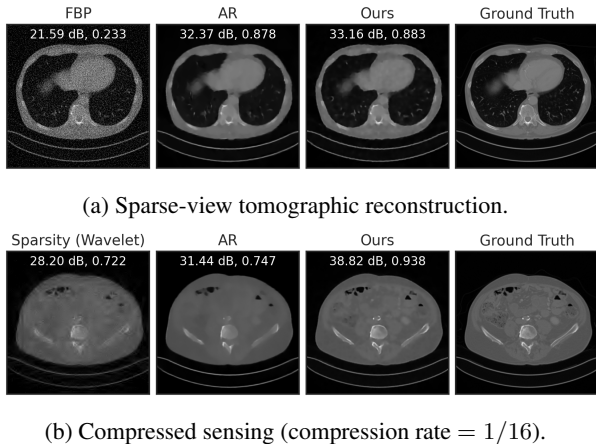 FBP AR Ours Ground Truth
21.59 dB, 0.233 32.37 dB, 0.878 33.16 dB, 0.883
(a) Sparse-view tomographic reconstruction.
Sparsity (Wavelet) AR Ours Ground Truth
28.20 dB, 0.722 31.44 dB, 0.747 38.82 dB, 0.938
(b) Compressed sensing (compression rate = 1/16).